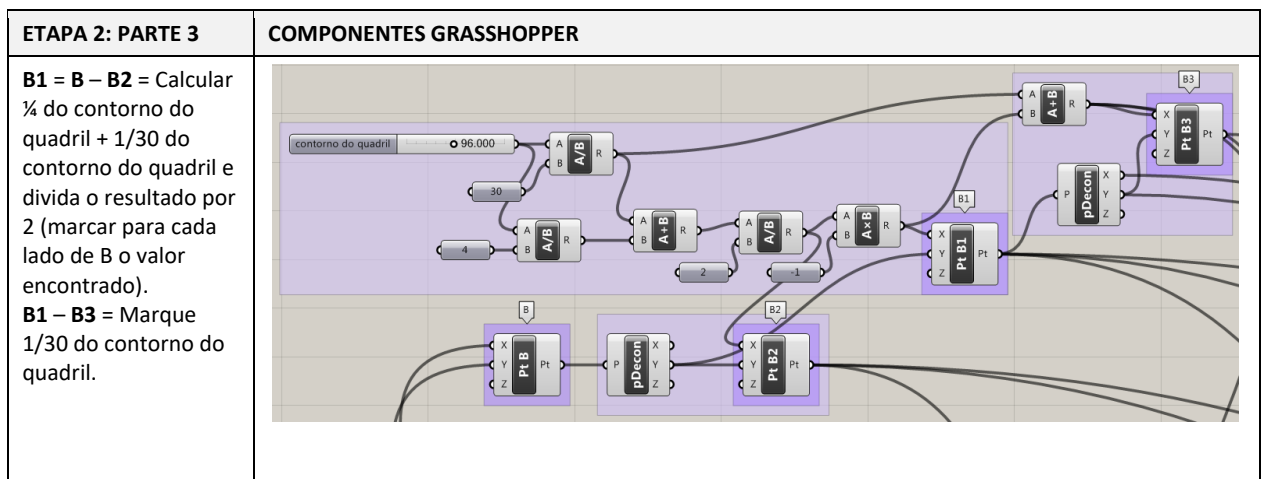 ETAPA 2: PARTE 3
COMPONENTES GRASSHOPPER
B1 = B – B2 = Calcular
¼ do contorno do
quadril + 1/30 do
contorno do quadril e
divida o resultado por
2 (marcar para cada
lado de B o valor
encontrado).
B1 – B3 = Marque
1/30 do contorno do
quadril.
B3
A
B
A+B
R
X
Y
Z
Pt B3
Pt
contorno do quadril
96.000
A
B
A/B
R
30
P
pDecon
X
Y
Z
B1
4
A
B
A/B
R
A
B
A+B
R
A
B
A/B
R
A
B
A×B
R
2
-1
X
Y
Z
Pt B1
Pt
B
B2
X
Y
Z
Pt B
Pt
P
pDecon
X
Y
Z
X
Y
Z
Pt B2
Pt